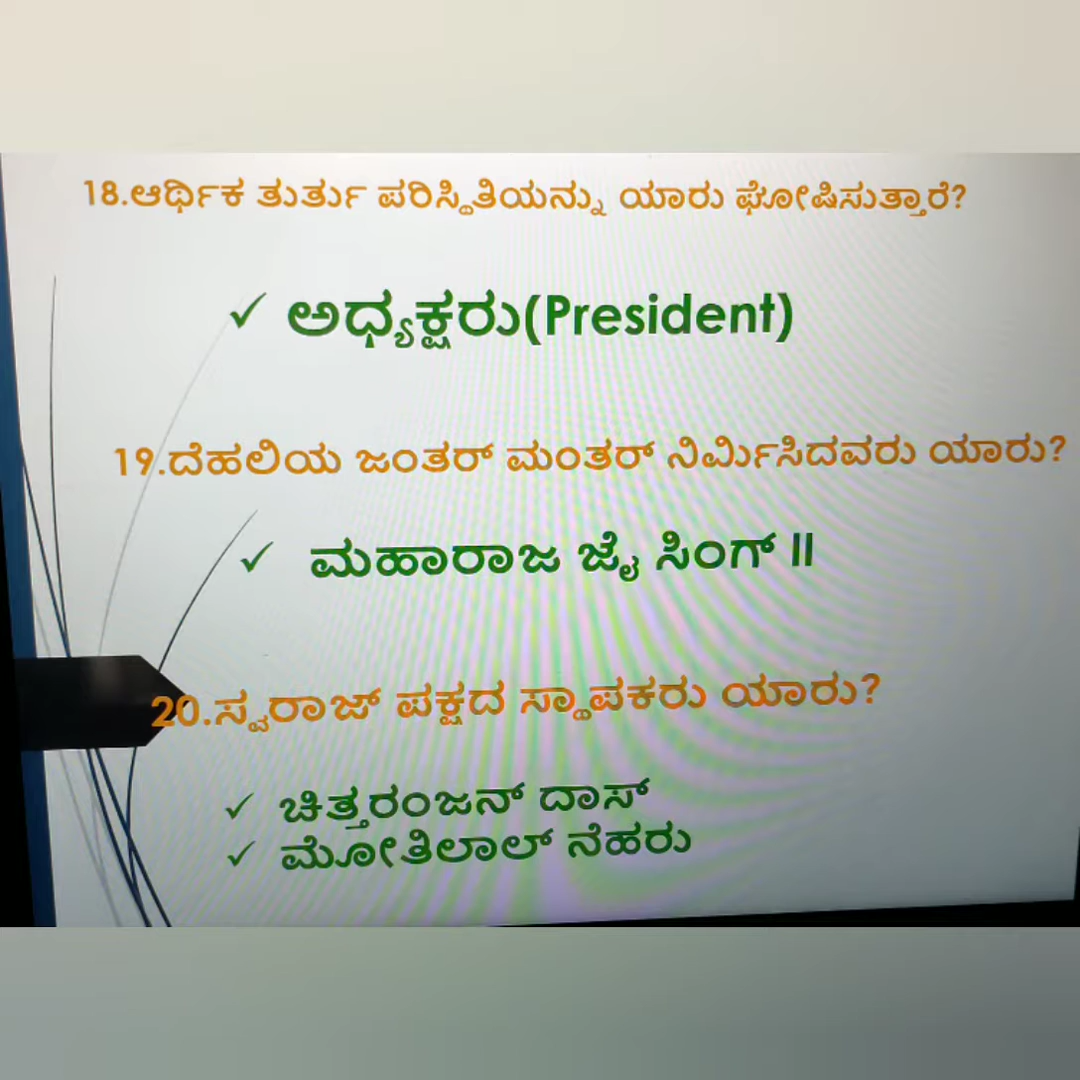 18.ಆರ್ಥಿಕ ತುರ್ತು ಪರಿಸ್ಥಿತಿಯನ್ನು ಯಾರು ಘೋಷಿಸುತ್ತಾರೆ?
✓ ಅಧ್ಯಕ್ಷರು(President)
19.ದೆಹಲಿಯ ಜಂತರ್ ಮಂತರ್ ನಿರ್ಮಿಸಿದವರು ಯಾರು?
✓ ಮಹಾರಾಜ ಜೈ ಸಿಂಗ್ II
20.ಸ್ವರಾಜ್ ಪಕ್ಷದ ಸ್ಥಾಪಕರು ಯಾರು?
✓ ಚಿತ್ತರಂಜನ್ ದಾಸ್
✓ ಮೋತಿಲಾಲ್ ನೆಹರು